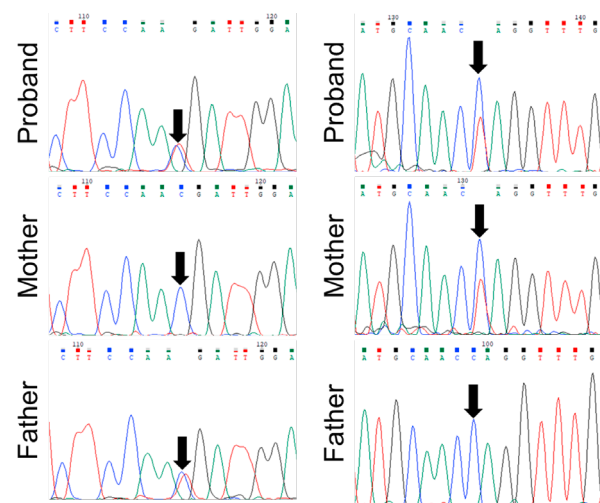 110 120
C T T C C A A G A T T G G A
Proband
130 140
A T G C A A C A G G T T T G
Proband
110 120
C T T C C A A C G A T T G G A
Mother
130
A T G C A A C A G G T T T G
Mother
110 120
C T T C C A A G A T T G G A
Father
100
A T G C A A C C A G G T T T G
Father